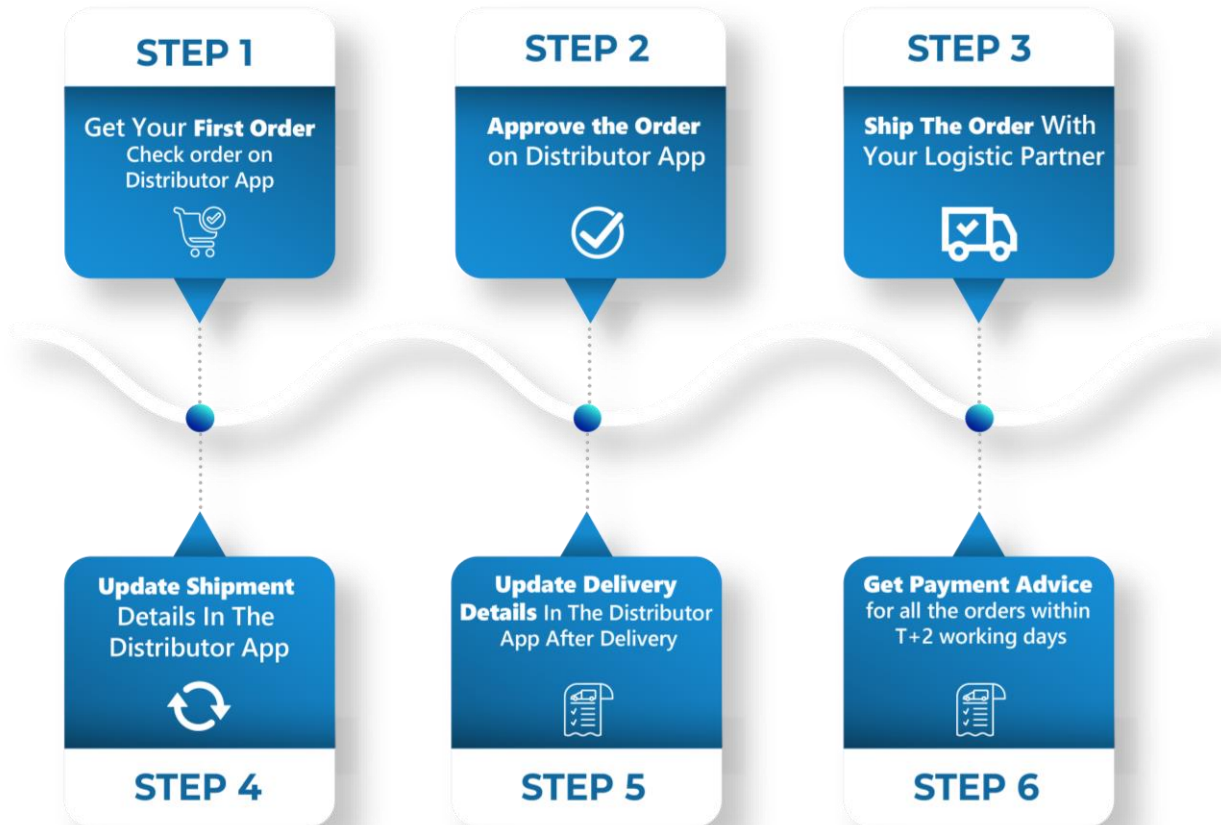 STEP 1
Get Your First Order
Check order on
Distributor App
STEP 2
Approve the Order
on Distributor App
STEP 3
Ship The Order With
Your Logistic Partner
Update Shipment
Details In The
Distributor App
STEP 4
Update Delivery
Details In The Distributor
App After Delivery
STEP 5
Get Payment Advice
for all the orders within
T+2 working days
STEP 6